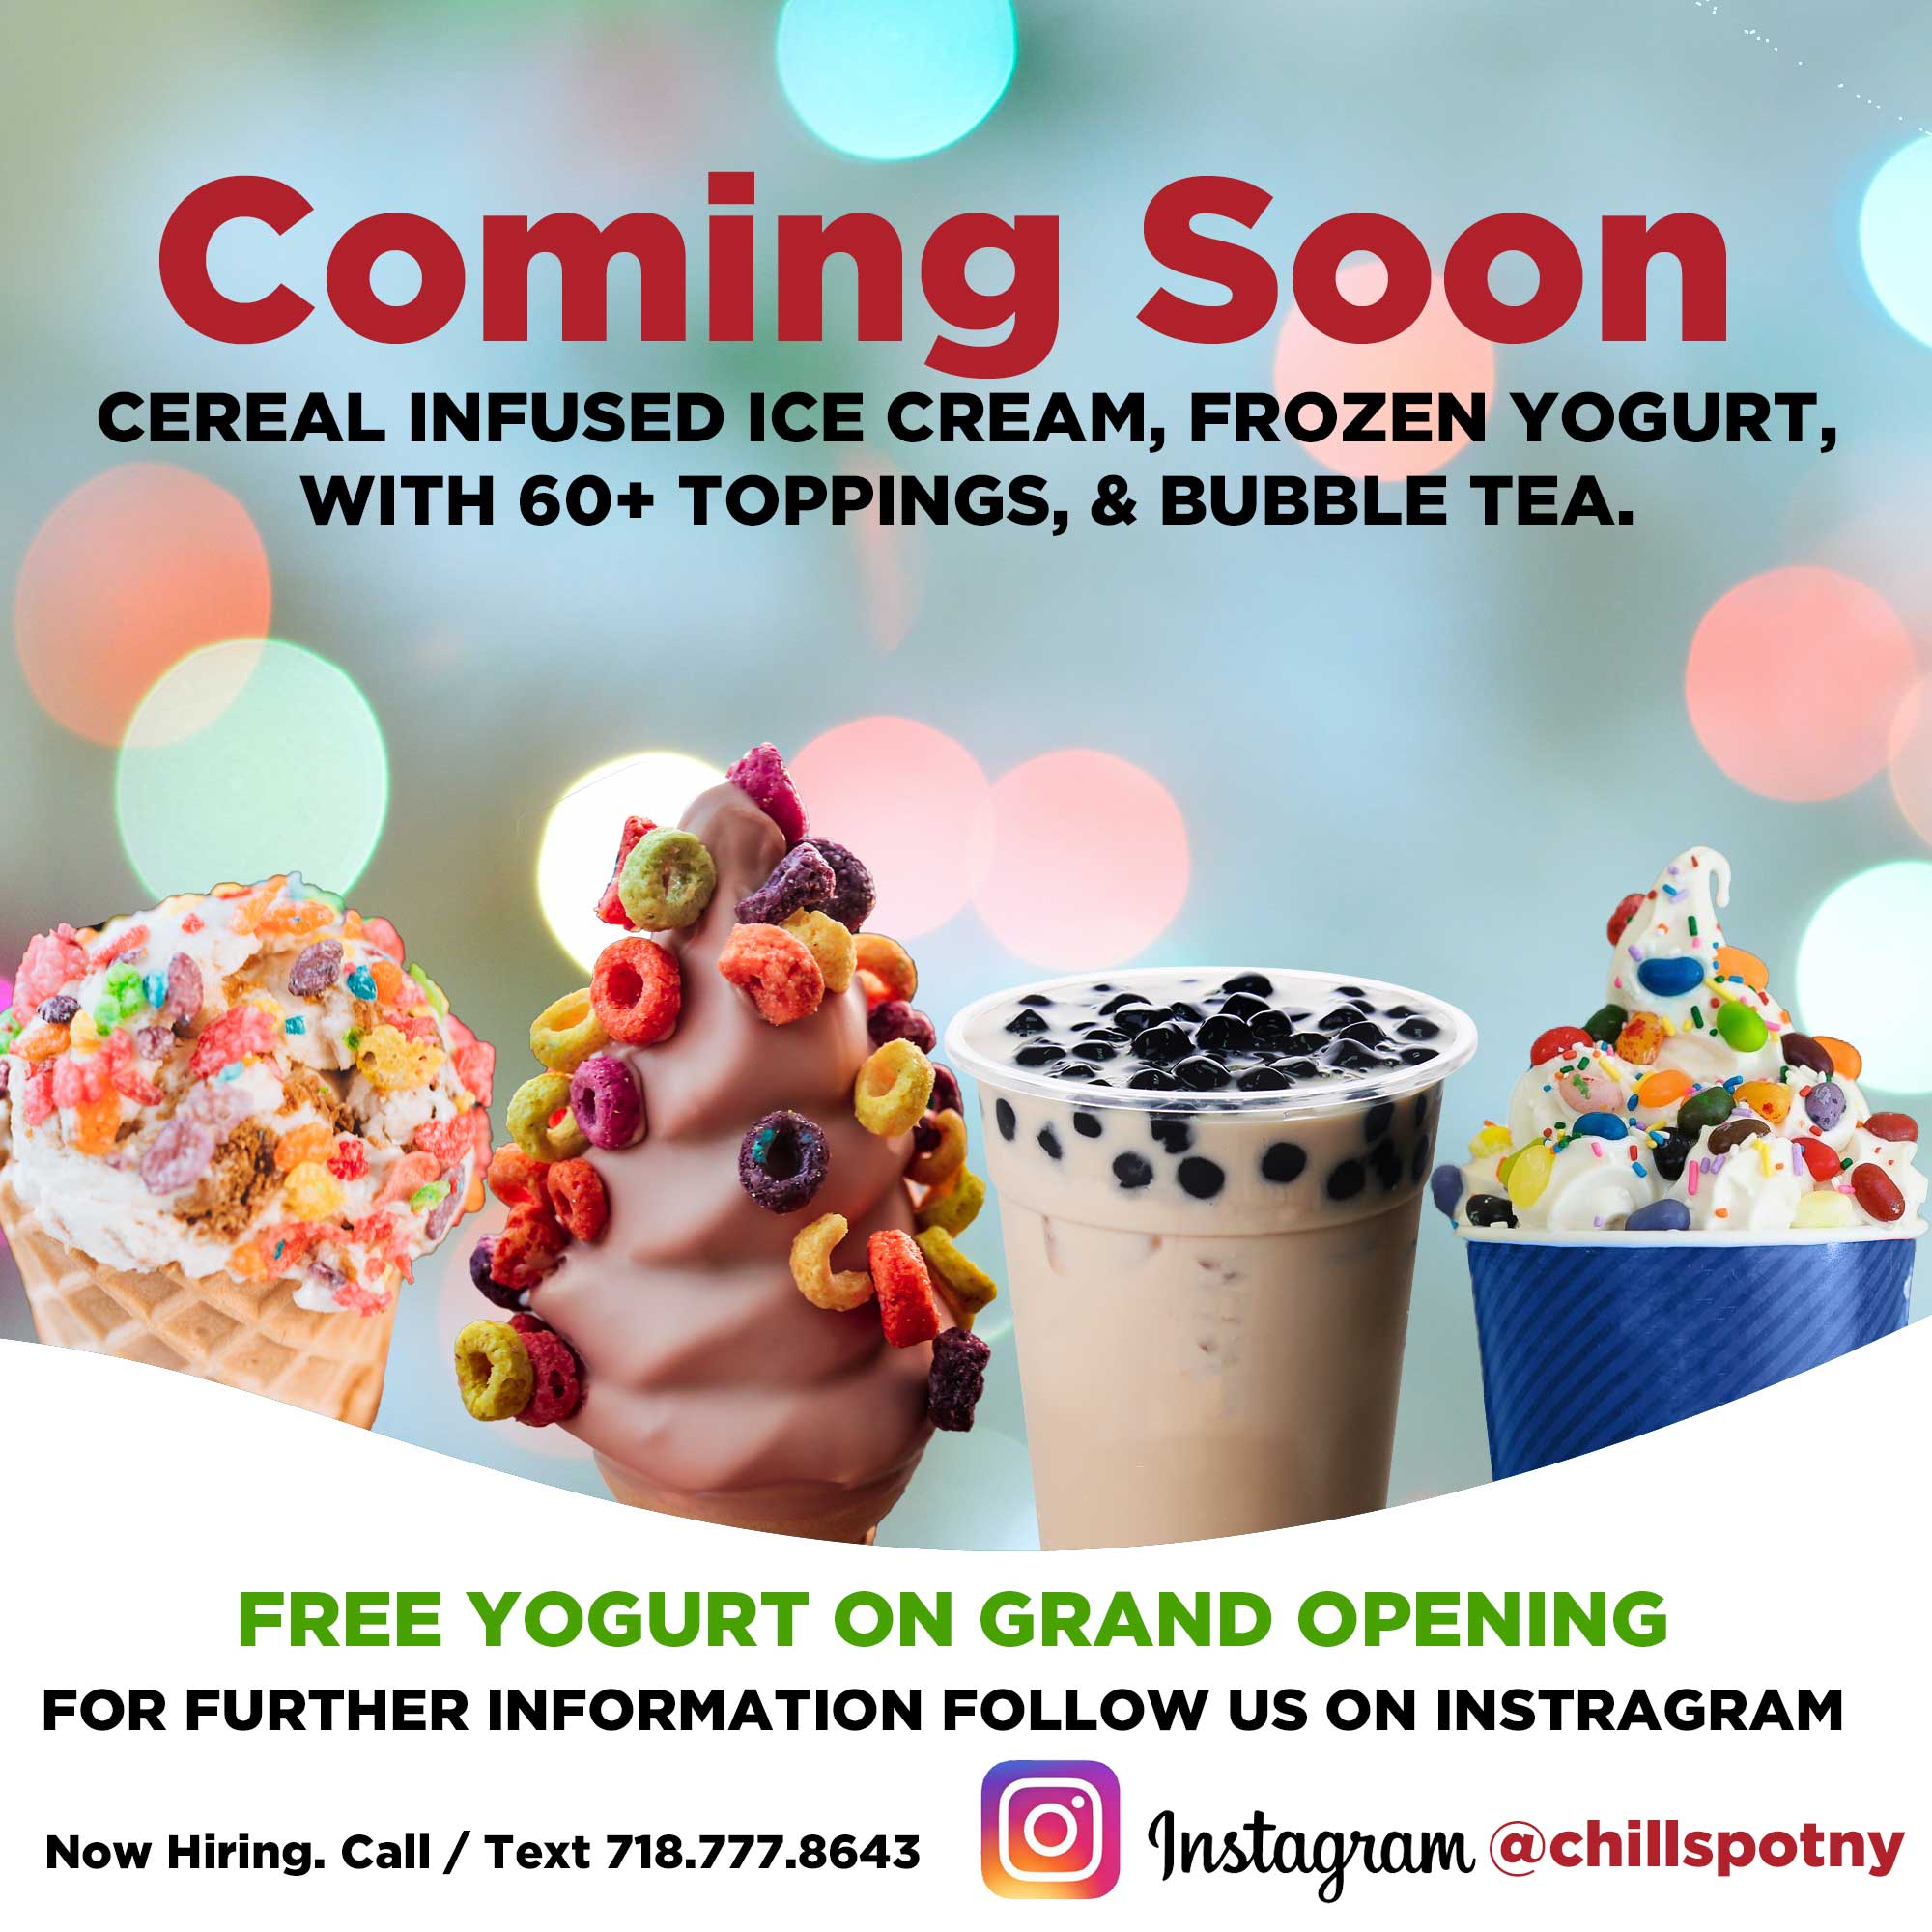 Coming Soon
CEREAL INFUSED ICE CREAM, FROZEN YOGURT,
WITH 60+ TOPPINGS, & BUBBLE TEA.
FREE YOGURT ON GRAND OPENING
FOR FURTHER INFORMATION FOLLOW US ON INSTRAGRAM
Now Hiring. Call / Text 718.777.8643
Instagram @chillspotny